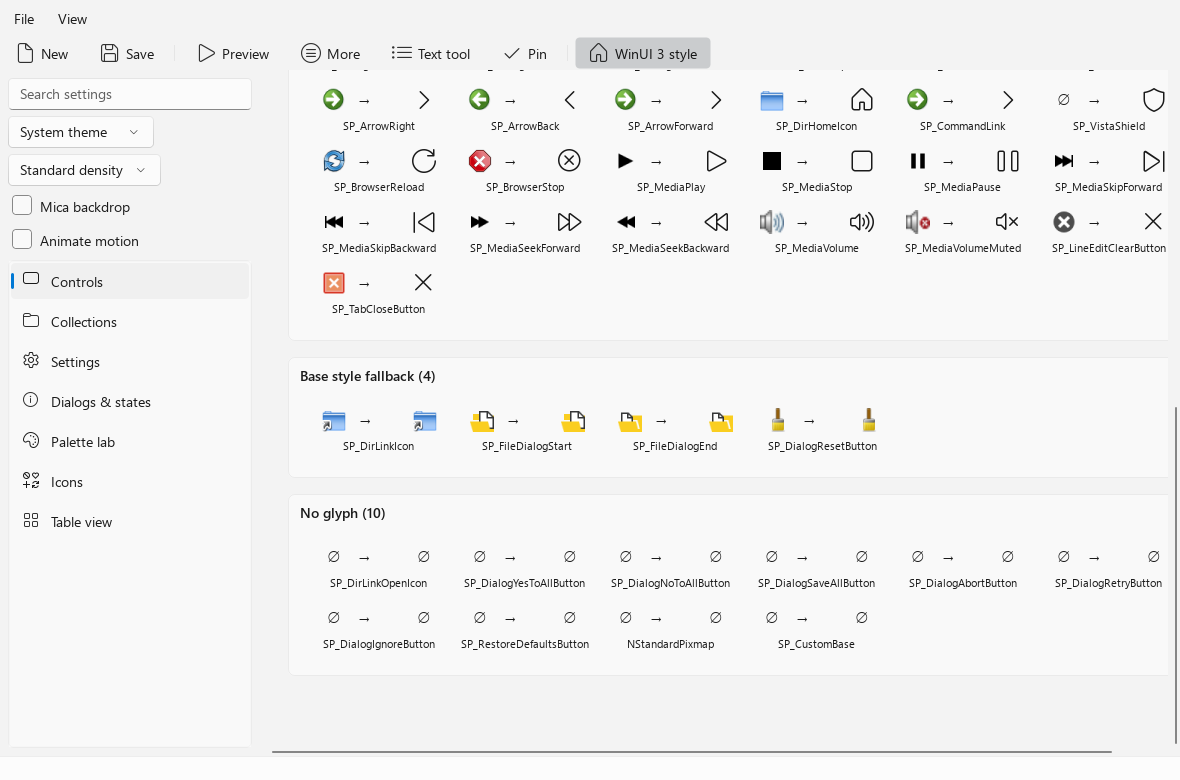 File View
New Save Preview More Text tool Pin WinUI 3 style
Search settings
System theme
Standard density
Mica backdrop
Animate motion
Controls
Collections
Settings
Dialogs & states
Palette lab
Icons
Table view
SP_ArrowRight SP_ArrowBack SP_ArrowForward SP_DirHomeIcon SP_CommandLink SP_VistaShield
SP_BrowserReload SP_BrowserStop SP_MediaPlay SP_MediaStop SP_MediaPause SP_MediaSkipForward
SP_MediaSkipBackward SP_MediaSeekForward SP_MediaSeekBackward SP_MediaVolume SP_MediaVolumeMuted SP_LineEditClearButton
SP_TabCloseButton
Base style fallback (4)
SP_DirLinkIcon SP_FileDialogStart SP_FileDialogEnd SP_DialogResetButton
No glyph (10)
SP_DirLinkOpenIcon SP_DialogYesToAllButton SP_DialogNoToAllButton SP_DialogSaveAllButton SP_DialogAbortButton SP_DialogRetryButton
SP_DialogIgnoreButton SP_RestoreDefaultsButton NStandardPixmap SP_CustomBase